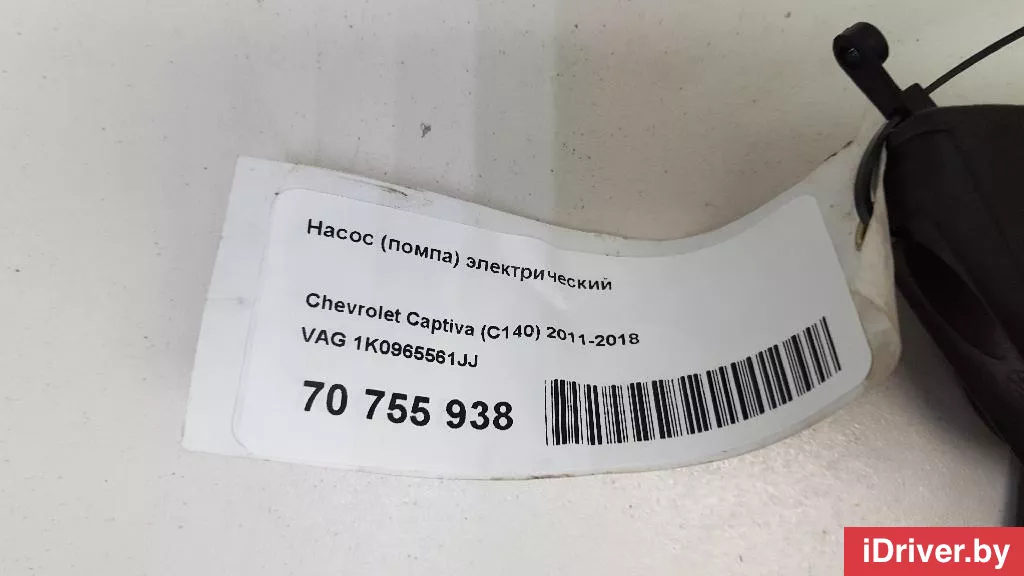 Насос (помпа) электрический
Chevrolet Captiva (C140) 2011-2018
VAG 1K0965561JJ
70 755 938
iDriver.by